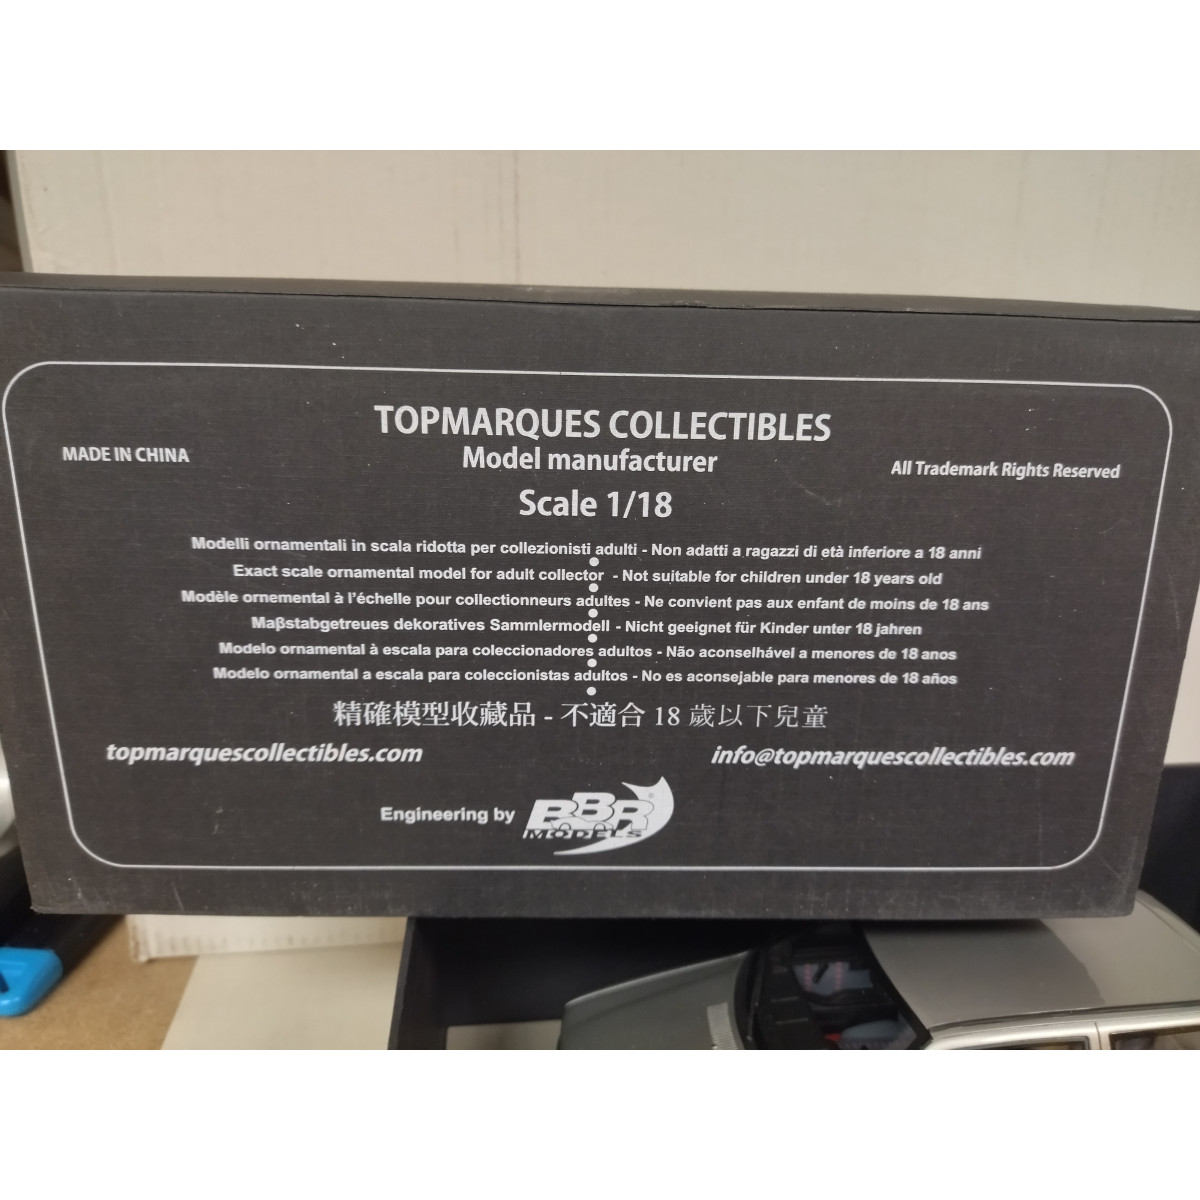 TOPMARQUES COLLECTIBLES
MADE IN CHINA
Model manufacturer
All Trademark Rights Reserved
Scale 1/18
Modelli ornamentali in scala ridotta per collezionisti adulti - Non adatti a ragazzi di età inferiore a 18 anni
Exact scale ornamental model for adult collector - Not suitable for children under 18 years old
Modèle ornemental à l'échelle pour collectionneurs adultes - Ne convient pas aux enfant de moins de 18 ans
Maβstabgetreues dekoratives Sammlermodell - Nicht geeignet für Kinder unter 18 jahren
Modelo ornamental à escala para coleccionadores adultos - Não aconselhável a menores de 18 anos
Modelo ornamental a escala para coleccionistas adultos - No es aconsejable para menores de 18 años
精確模型收藏品 - 不適合 18 歲以下兒童
topmarquescollectibles.com
info@topmarquescollectibles.com
Engineering by BBR®
MODELS